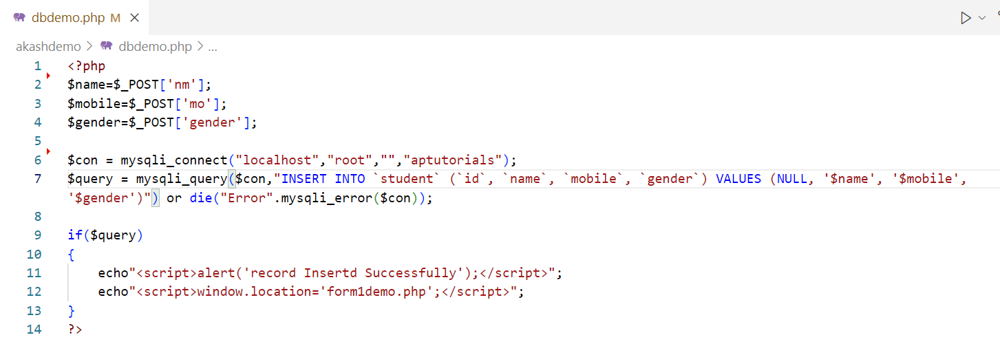 dbdemo.php M
akashdemo > dbdemo.php > ...
1 <?php
2 $name=$_POST['nm'];
3 $mobile=$_POST['mo'];
4 $gender=$_POST['gender'];
5
6 $con = mysqli_connect("localhost","root","","aptutorials");
7 $query = mysqli_query($con,"INSERT INTO `student` (`id`, `name`, `mobile`, `gender`) VALUES (NULL, '$name', '$mobile',
'$gender')") or die("Error".mysqli_error($con));
8
9 if($query)
10 {
11 echo"<script>alert('record Insertd Successfully');</script>";
12 echo"<script>window.location='form1demo.php';</script>";
13 }
14 ?>